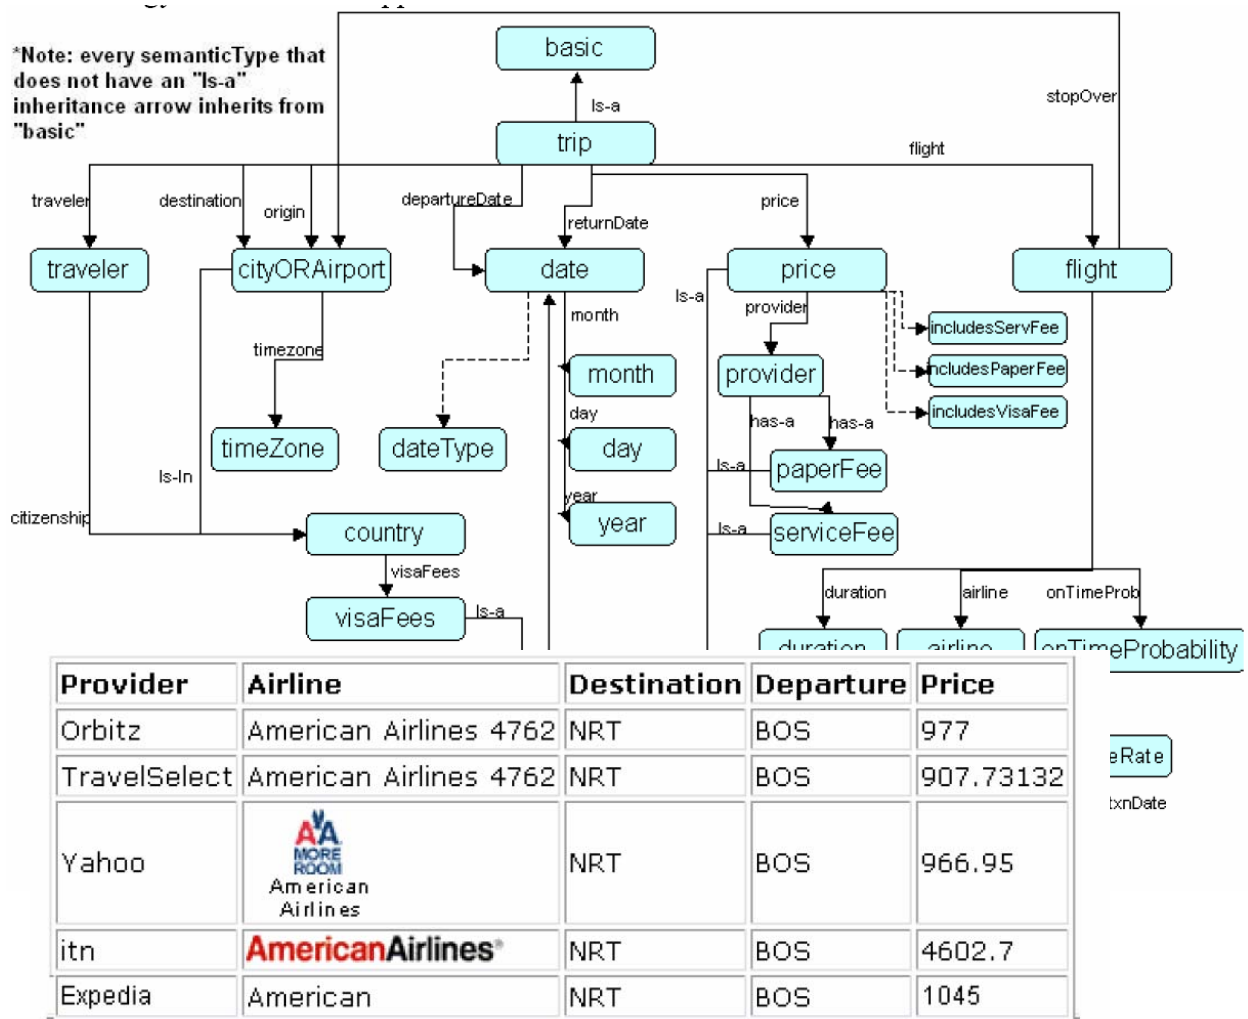 *Note: every semanticType that
does not have an "Is-a"
inheritance arrow inherits from
"basic"
basic
Is-a
trip
stopOver
flight
traveler
destination
origin
departureDate
returnDate
price
traveler
cityORAirport
date
price
flight
Is-a
month
provider
includesServFee
timezone
includesPaperFee
month
provider
includesVisaFee
day
has-a
has-a
timeZone
dateType
day
Is-In
Is-a
paperFee
year
citizenship
country
year
Is-a
serviceFee
visaFees
visaFees
Is-a
duration
airline
onTimeProb
duration
airline
onTimeProbability
Provider Airline Destination Departure Price
Orbitz American Airlines 4762 NRT BOS 977
TravelSelect American Airlines 4762 NRT BOS 907.73132
Yahoo AA MORE ROOM American Airlines NRT BOS 966.95
itn AmericanAirlines® NRT BOS 4602.7
Expedia American NRT BOS 1045
eRate
txnDate